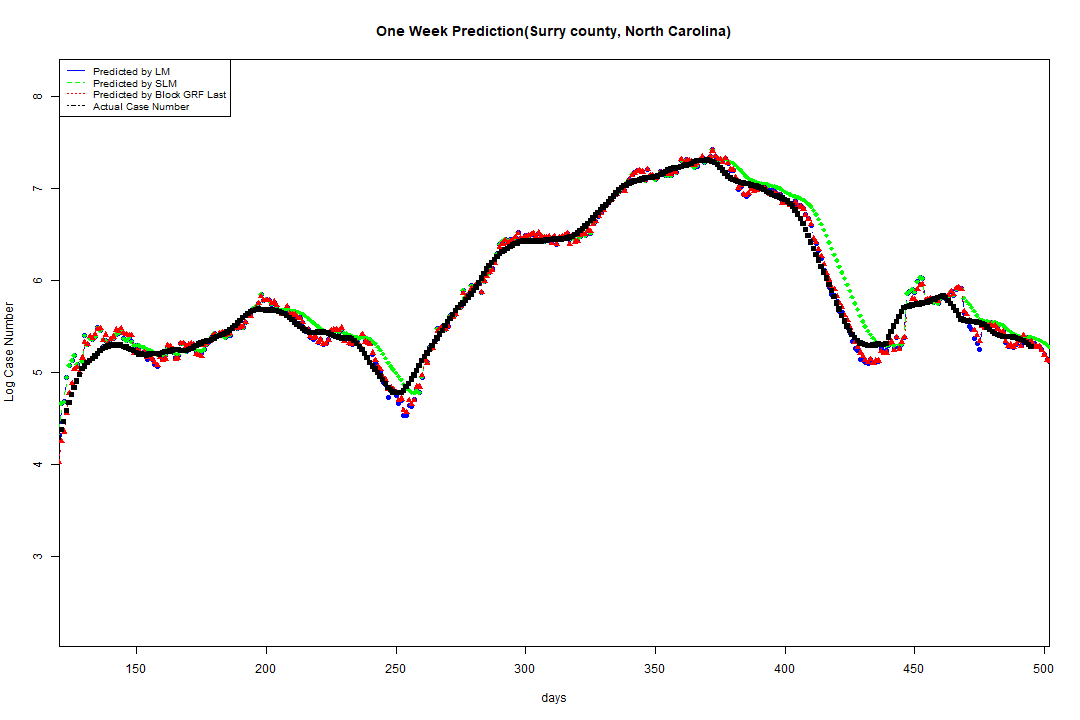 One Week Prediction(Surry county, North Carolina)
Predicted by LM
Predicted by SLM
Predicted by Block GRF Last
Actual Case Number
8
7
6
5
4
3
Log Case Number
150 200 250 300 350 400 450 500
days